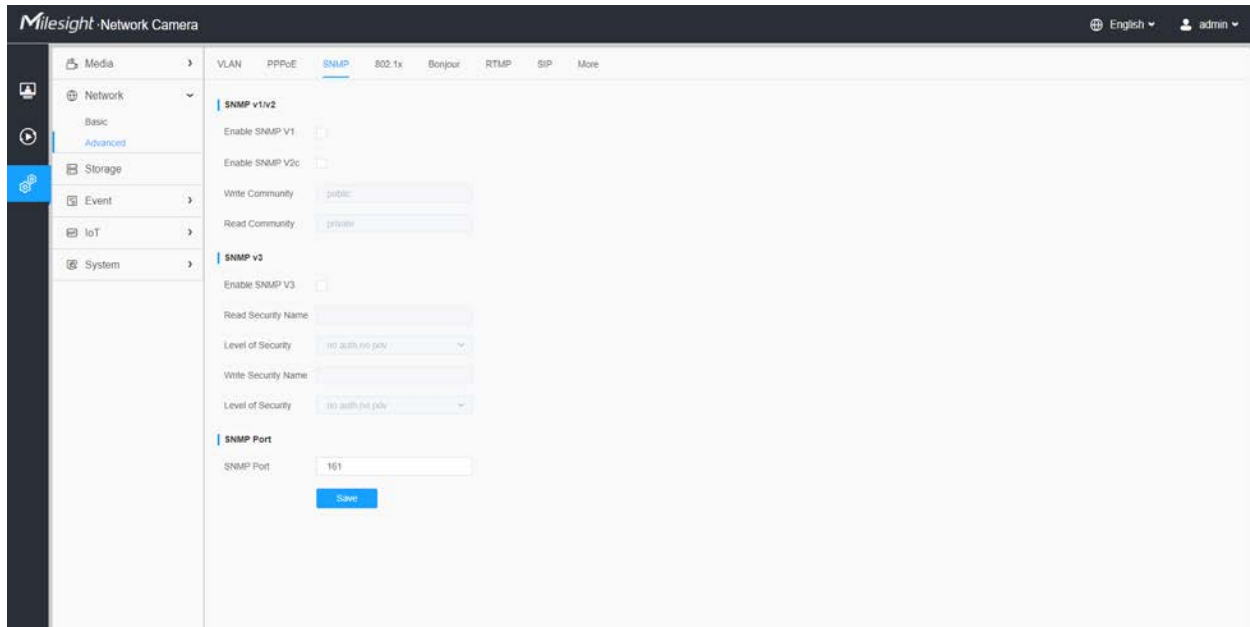 Milesight ·Network Camera
English
admin
Media
Network
Basic
Advanced
Storage
Event
IoT
System
VLAN PPPoE SNMP 802.1x Bonjour RTMP SIP More
SNMP v1/v2
Enable SNMP V1
Enable SNMP V2c
Write Community public
Read Community private
SNMP v3
Enable SNMP V3
Read Security Name
Level of Security no auth,no pov
Write Security Name
Level of Security no auth,no pov
SNMP Port
SNMP Port 161
Save